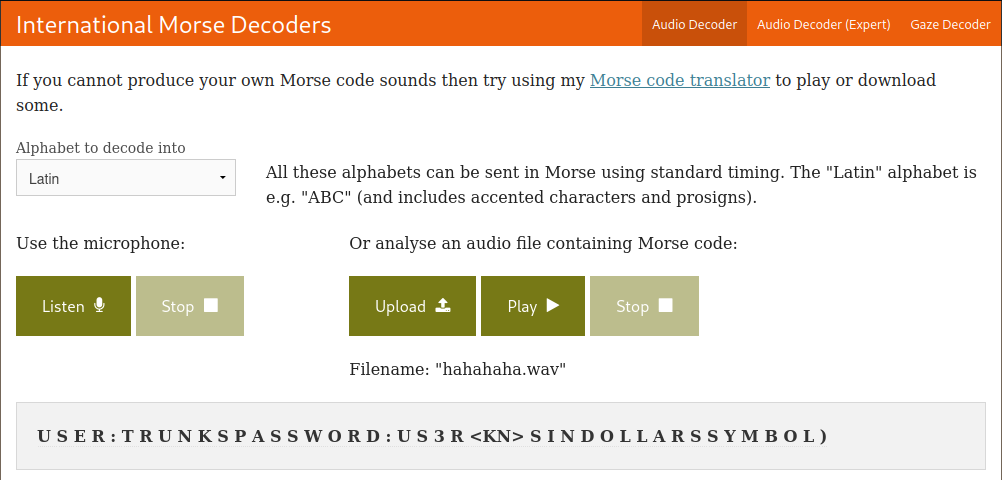 International Morse Decoders
Audio Decoder Audio Decoder (Expert) Gaze Decoder
If you cannot produce your own Morse code sounds then try using my Morse code translator to play or download
some.
Alphabet to decode into
Latin
All these alphabets can be sent in Morse using standard timing. The "Latin" alphabet is
e.g. "ABC" (and includes accented characters and prosigns).
Use the microphone:
Or analyse an audio file containing Morse code:
Listen Stop Upload Play Stop
Filename: "hahahaha.wav"
U S E R : T R U N K S P A S S W O R D : U S 3 R <KN> S I N D O L L A R S S Y M B O L )